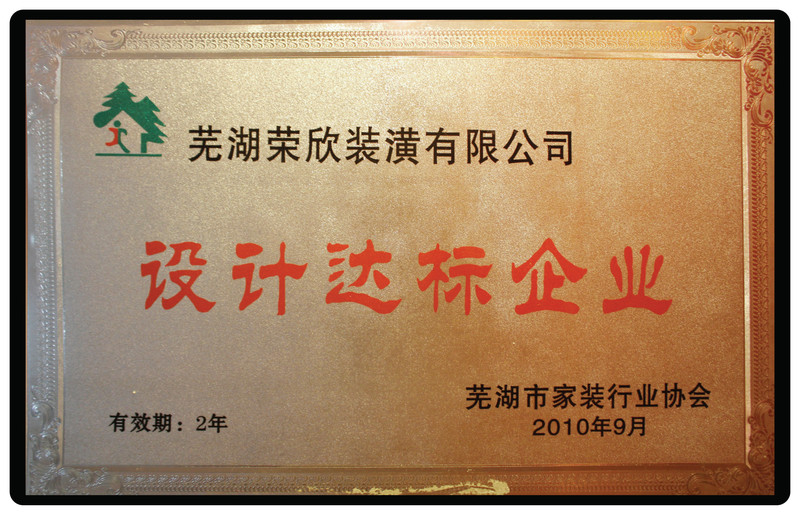 芜湖荣欣装潢有限公司
设计达标企业
芜湖市家装行业协会
有效期：2年
2010年9月